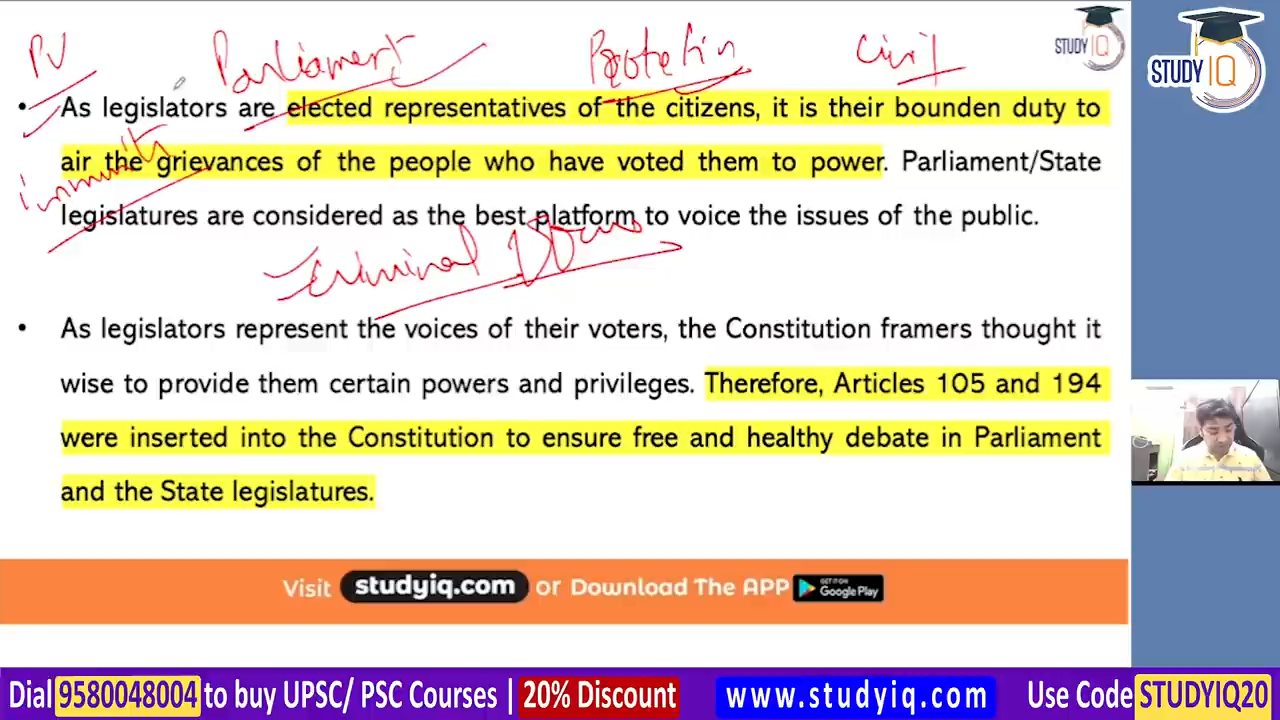 PV Parliament Protetin Civil
STUDY IQ
STUDY IQ
• As legislators are elected representatives of the citizens, it is their bounden duty to
air the grievances of the people who have voted them to power. Parliament/State
immunity
legislatures are considered as the best platform to voice the issues of the public.
Criminal
• As legislators represent the voices of their voters, the Constitution framers thought it
wise to provide them certain powers and privileges. Therefore, Articles 105 and 194
were inserted into the Constitution to ensure free and healthy debate in Parliament
and the State legislatures.
Visit studyiq.com or Download The APP GET IT ON Google Play
Dial 9580048004 to buy UPSC/ PSC Courses | 20% Discount www.studyiq.com Use Code STUDYIQ20